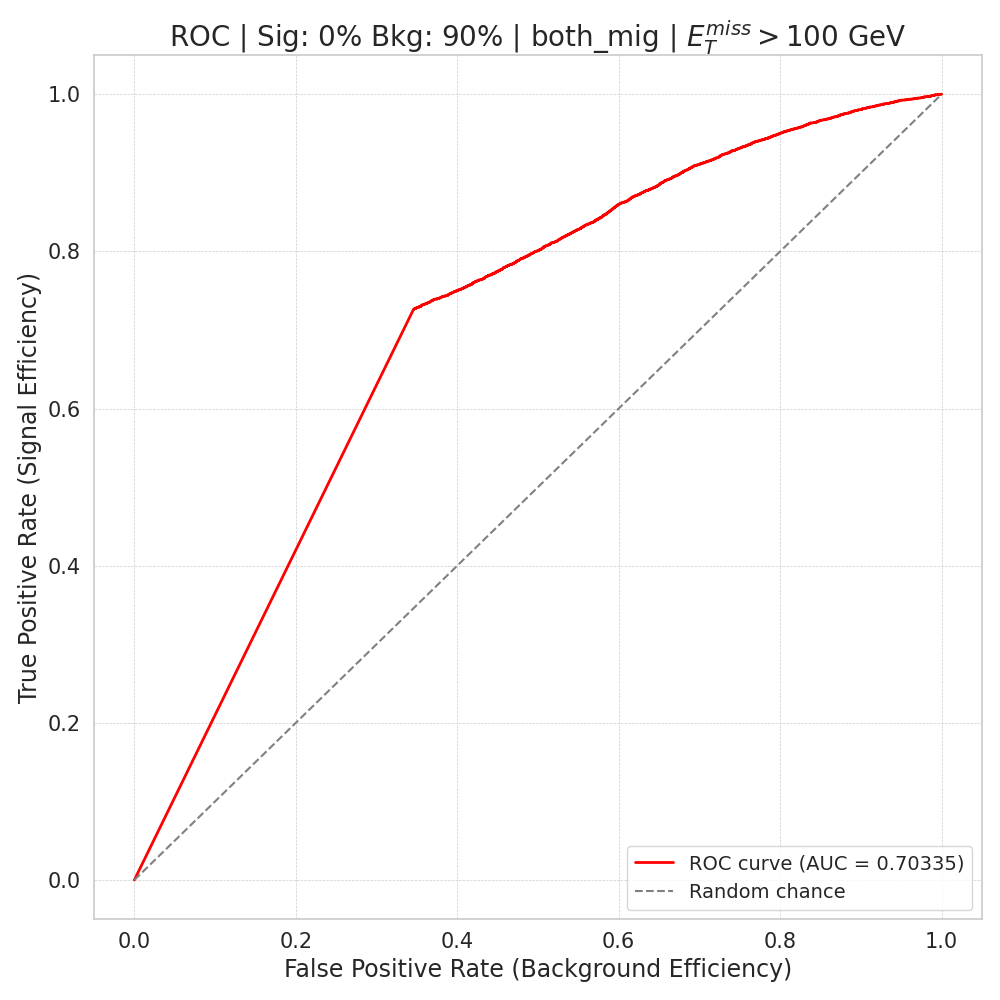 ROC | Sig: 0% Bkg: 90% | both_mig | $E_T^{miss} > 100$ GeV
True Positive Rate (Signal Efficiency)
1.0
0.8
0.6
0.4
0.2
0.0
ROC curve (AUC = 0.70335)
Random chance
0.0 0.2 0.4 0.6 0.8 1.0
False Positive Rate (Background Efficiency)